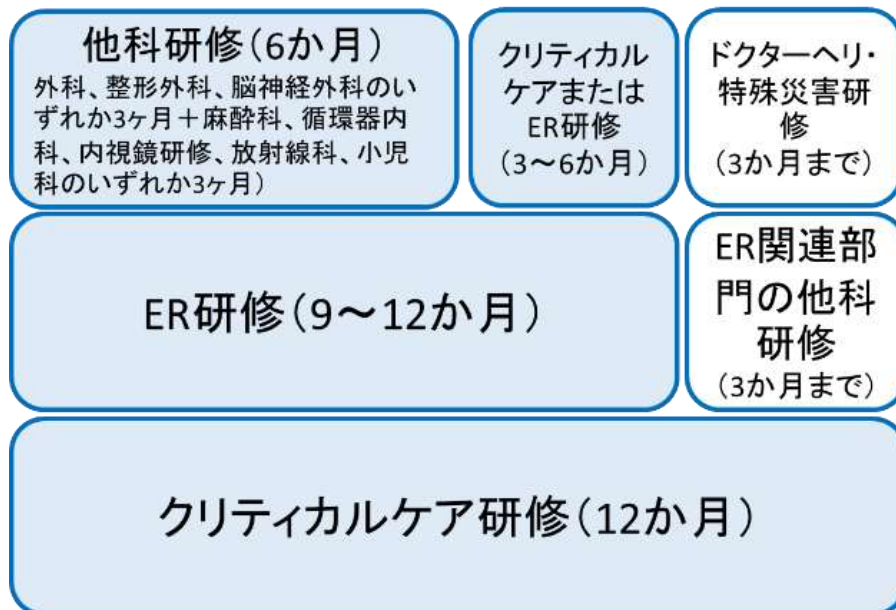 他科研修（6か月）
外科、整形外科、脳神経外科のい
ずれか3ヶ月＋麻酔科、循環器内
科、内視鏡研修、放射線科、小児
科のいずれか3ヶ月）
クリティカル
ケアまたは
ER研修
（3～6か月）
ドクターヘリ・
特殊災害研
修
（3か月まで）
ER研修（9～12か月）
ER関連部
門の他科
研修
（3か月まで）
クリティカルケア研修（12か月）